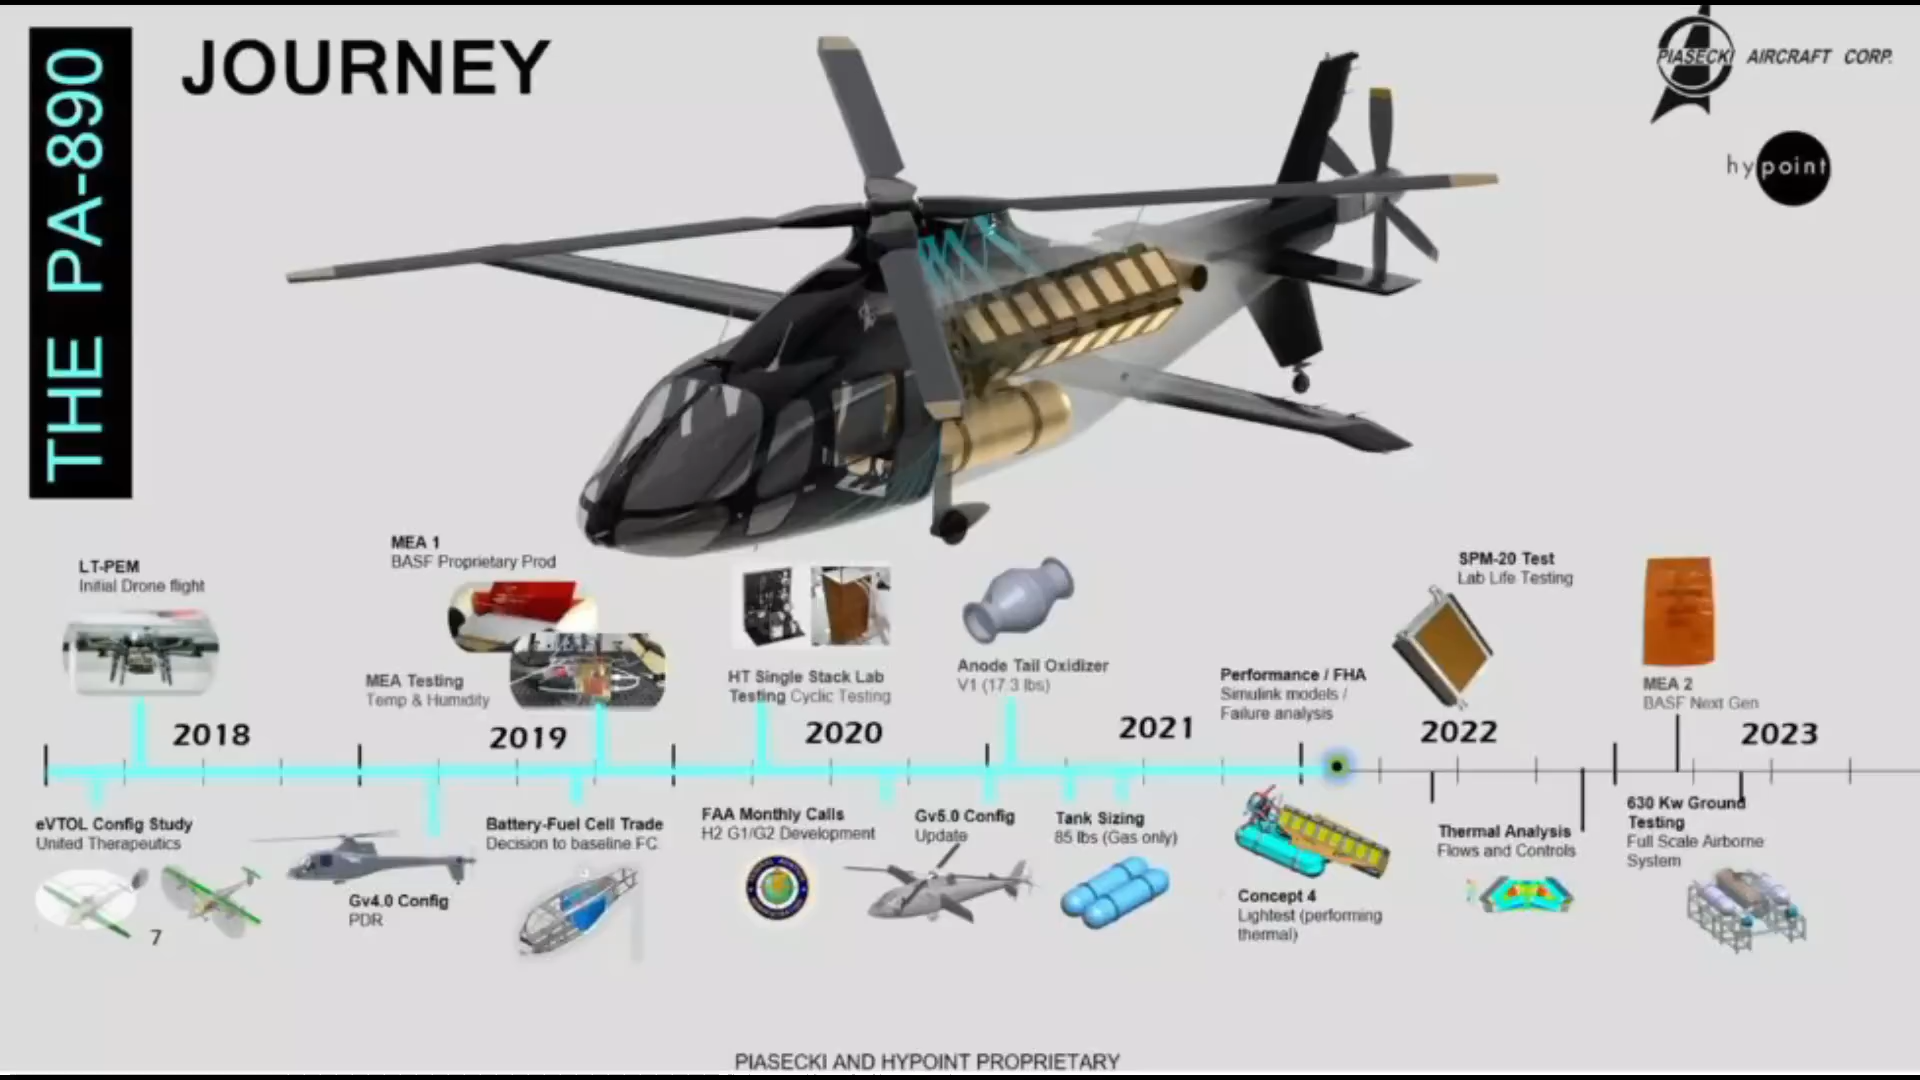 THE PA-890
JOURNEY
PIASECKI AIRCRAFT CORP.
hypoint
LT-PEM
Initial Drone flight
MEA 1
BASF Proprietary Prod
MEA Testing
Temp & Humidity
HT Single Stack Lab
Testing Cyclic Testing
Anode Tail Oxidizer
V1 (17.3 lbs)
Performance / FHA
Simulink models /
Failure analysis
SPM-20 Test
Lab Life Testing
MEA 2
BASF Next Gen
2018
2019
2020
2021
2022
2023
eVTOL Config Study
United Therapeutics
7
Gv4.0 Config
PDR
Battery-Fuel Cell Trade
Decision to baseline FC
FAA Monthly Calls
H2 G1/G2 Development
Gv5.0 Config
Update
Tank Sizing
85 lbs (Gas only)
Concept 4
Lightest (performing
thermal)
Thermal Analysis
Flows and Controls
630 Kw Ground
Testing
Full Scale Airborne
System
PIASECKI AND HYPOINT PROPRIETARY